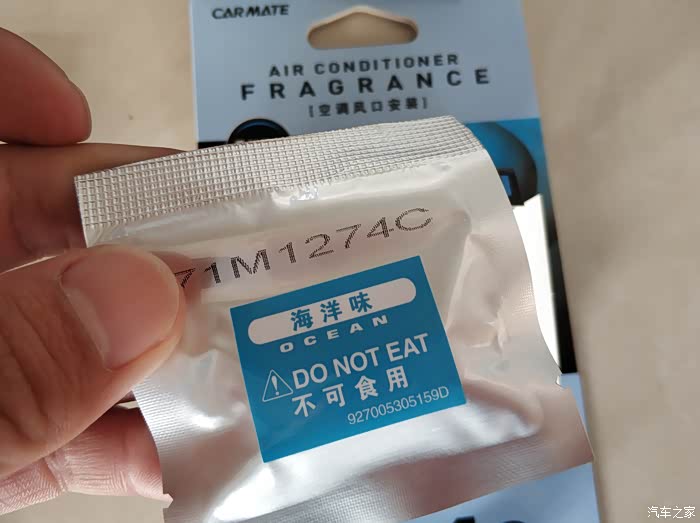 CARMATE
AIR CONDITIONER
FRAGRANCE
[空调风口安装]
71M1274C
海洋味
OCEAN
DO NOT EAT
不可食用
927005305159D
汽车之家